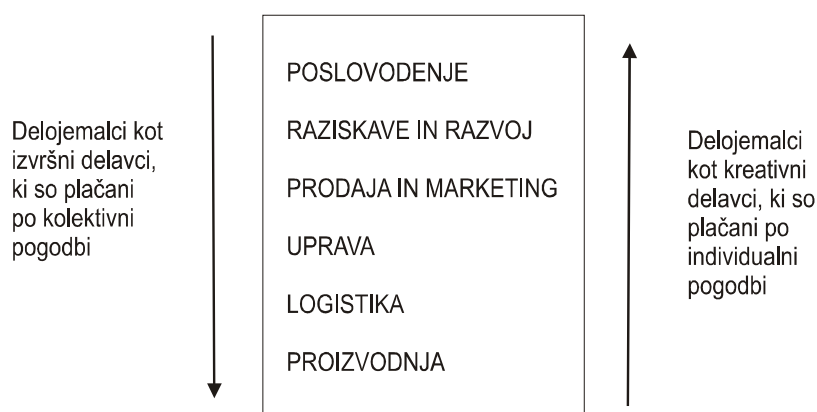 Delojemalci kot
izvršni delavci,
ki so plačani
po kolektivni
pogodbi
POSLOVODENJE
RAZISKAVE IN RAZVOJ
PRODAJA IN MARKETING
UPRAVA
LOGISTIKA
PROIZVODNJA
Delojemalci
kot kreativni
delavci, ki so
plačani po
individualni
pogodbi